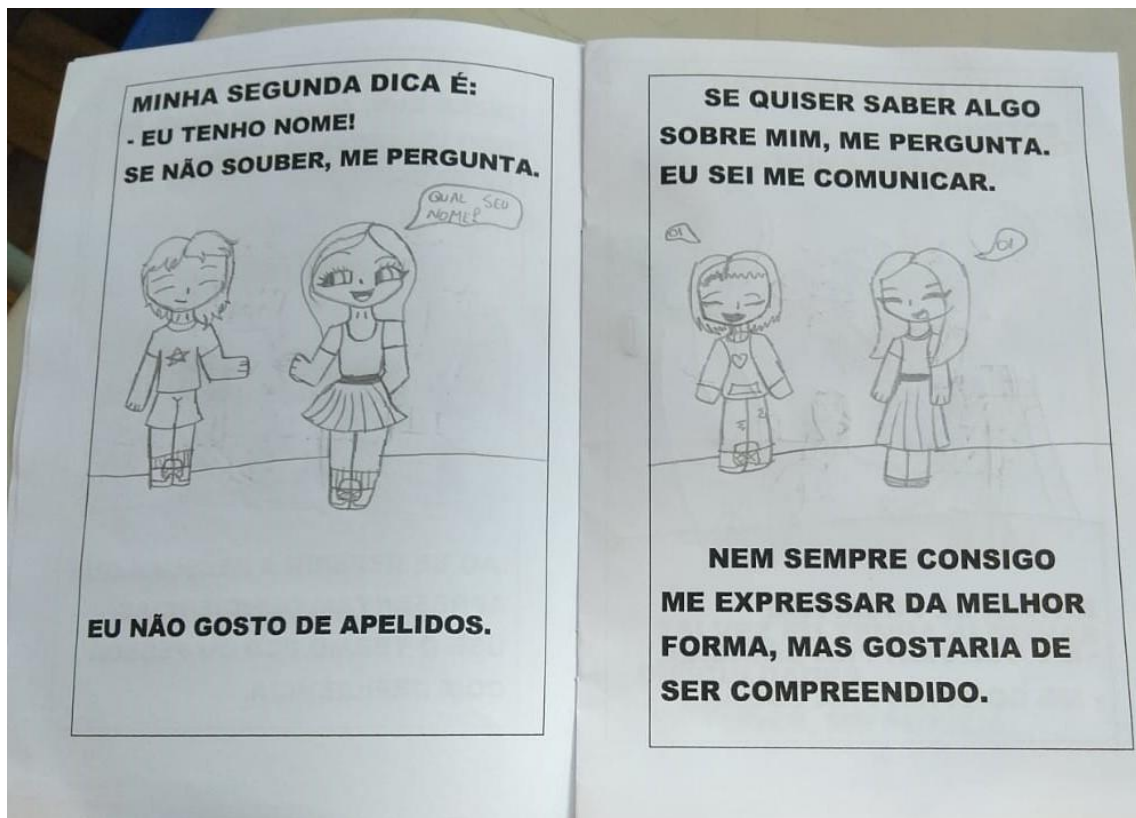 MINHA SEGUNDA DICA É:
- EU TENHO NOME!
SE NÃO SOUBER, ME PERGUNTA.
QUAL SEU
NOME?
EU NÃO GOSTO DE APELIDOS.
SE QUISER SABER ALGO
SOBRE MIM, ME PERGUNTA.
EU SEI ME COMUNICAR.
OI
OI
NEM SEMPRE CONSIGO
ME EXPRESSAR DA MELHOR
FORMA, MAS GOSTARIA DE
SER COMPREENDIDO.